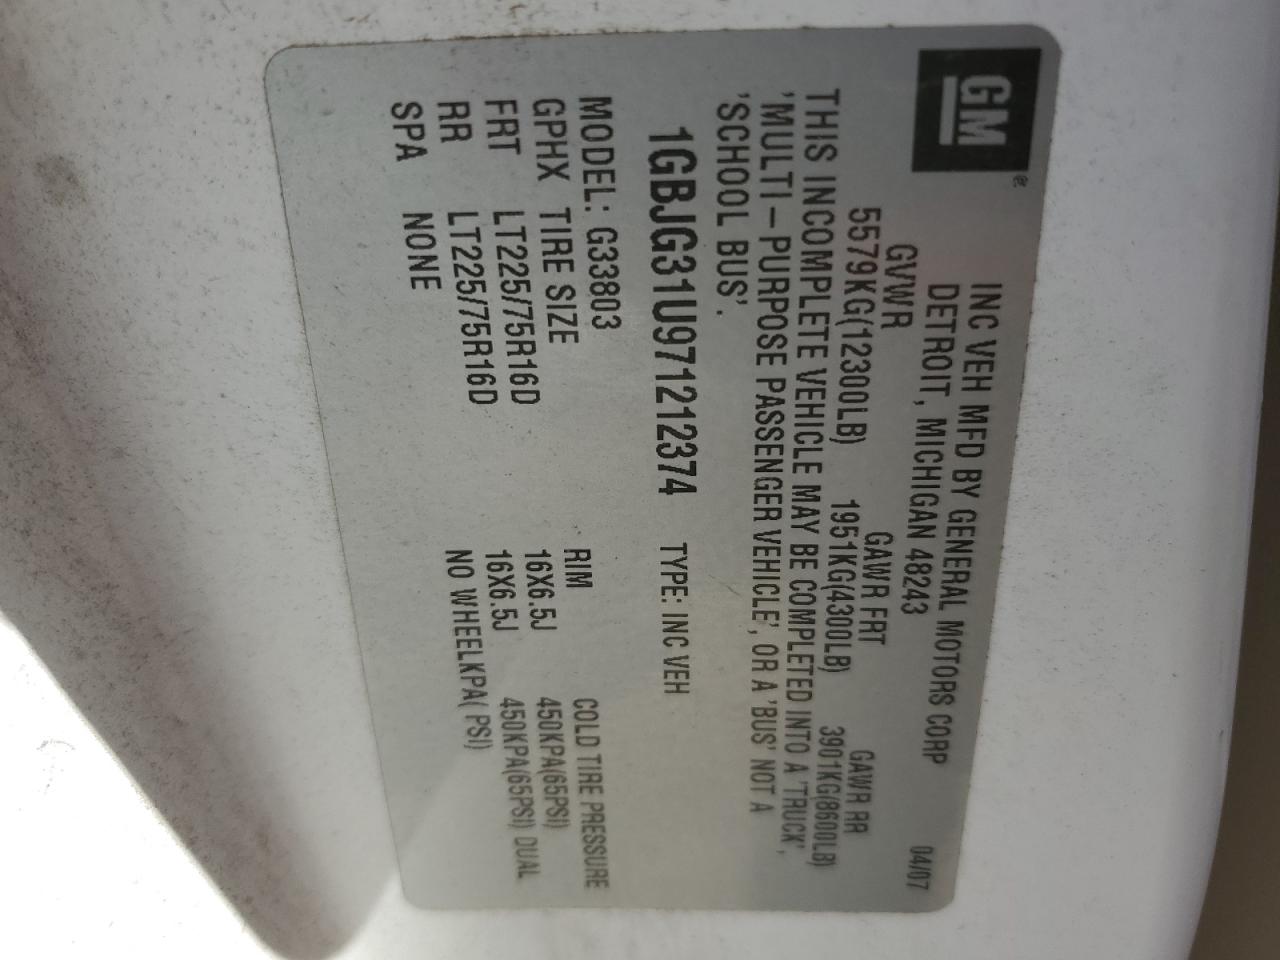 GM®
INC VEH MFD BY GENERAL MOTORS CORP
DETROIT, MICHIGAN 48243 04/07
GVWR GAWR FRT GAWR RR
5579KG(12300LB) 1951KG(4300LB) 3901KG(8600LB)
THIS INCOMPLETE VEHICLE MAY BE COMPLETED INTO A 'TRUCK',
'MULTI-PURPOSE PASSENGER VEHICLE', OR A 'BUS' NOT A
'SCHOOL BUS'.
1GBJG31U971212374 TYPE: INC VEH
MODEL: G33803
GPHX TIRE SIZE RIM COLD TIRE PRESSURE
FRT LT225/75R16D 16X6.5J 450KPA(65PSI)
RR LT225/75R16D 16X6.5J 450KPA(65PSI) DUAL
SPA NONE NO WHEELKPA( PSI)